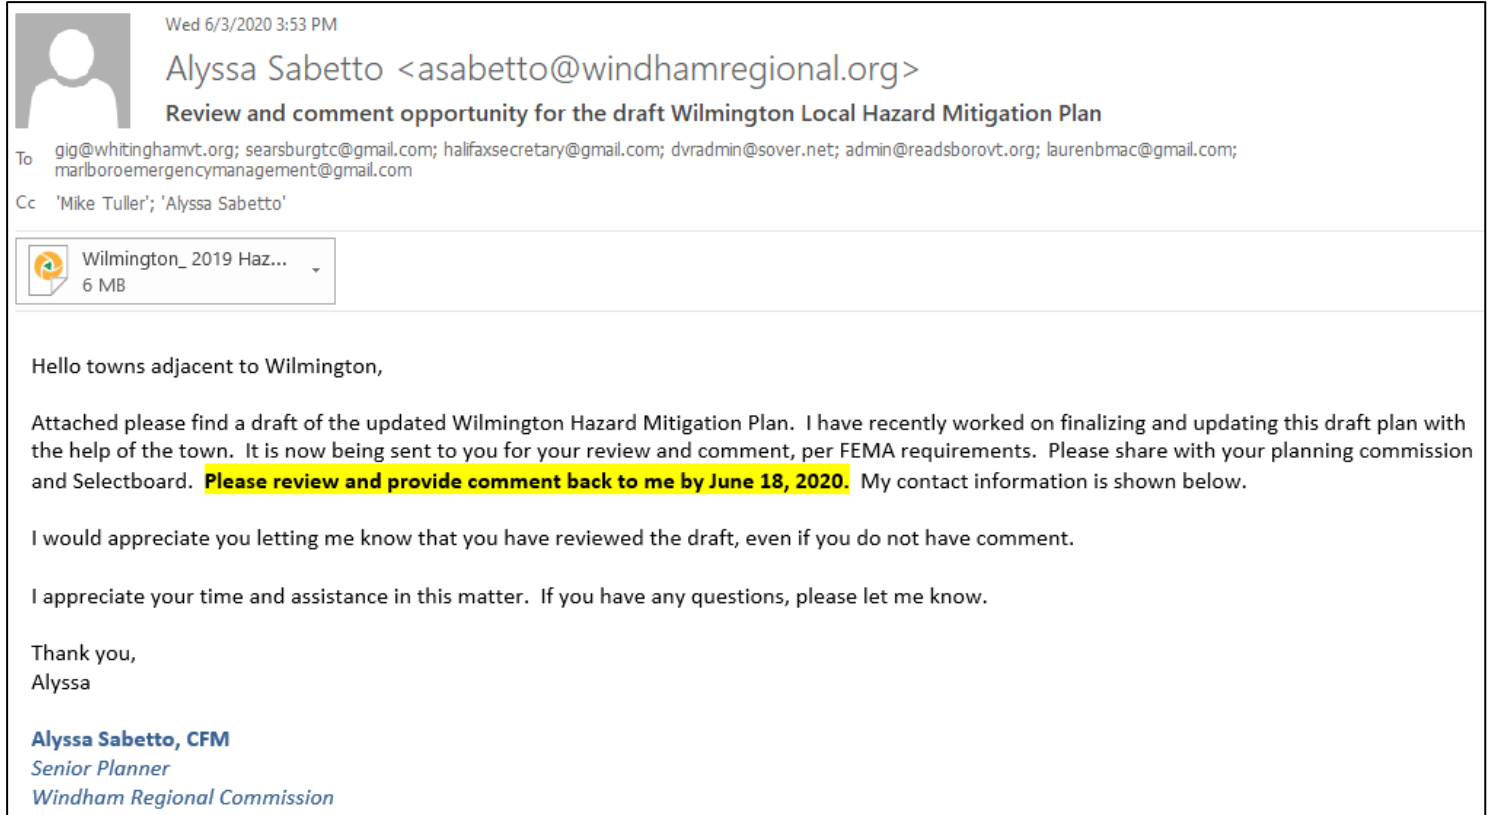 Wed 6/3/2020 3:53 PM
Alyssa Sabetto <asabetto@windhamregional.org>
Review and comment opportunity for the draft Wilmington Local Hazard Mitigation Plan
To gig@whitinghamvt.org; searsburgtc@gmail.com; halifaxsecretary@gmail.com; dvradmin@sover.net; admin@readsborovt.org; laurenbmac@gmail.com;
marlboroemergencymanagement@gmail.com
Cc 'Mike Tuller'; 'Alyssa Sabetto'
Wilmington_ 2019 Haz...
6 MB
Hello towns adjacent to Wilmington,
Attached please find a draft of the updated Wilmington Hazard Mitigation Plan.  I have recently worked on finalizing and updating this draft plan with
the help of the town.  It is now being sent to you for your review and comment, per FEMA requirements.  Please share with your planning commission
and Selectboard.  Please review and provide comment back to me by June 18, 2020.  My contact information is shown below.
I would appreciate you letting me know that you have reviewed the draft, even if you do not have comment.
I appreciate your time and assistance in this matter.  If you have any questions, please let me know.
Thank you,
Alyssa
Alyssa Sabetto, CFM
Senior Planner
Windham Regional Commission